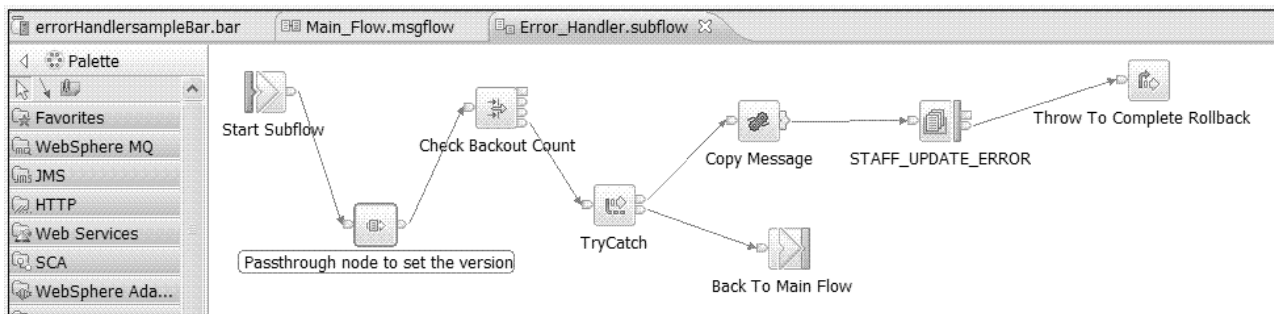 errorHandlersampleBar.bar
Main_Flow.msgflow
Error_Handler.subflow
Palette
Favorites
WebSphere MQ
JMS
HTTP
Web Services
SCA
WebSphere Ada...
Start Subflow
Check Backout Count
Copy Message
STAFF_UPDATE_ERROR
Throw To Complete Rollback
TryCatch
Passthrough node to set the version
Back To Main Flow